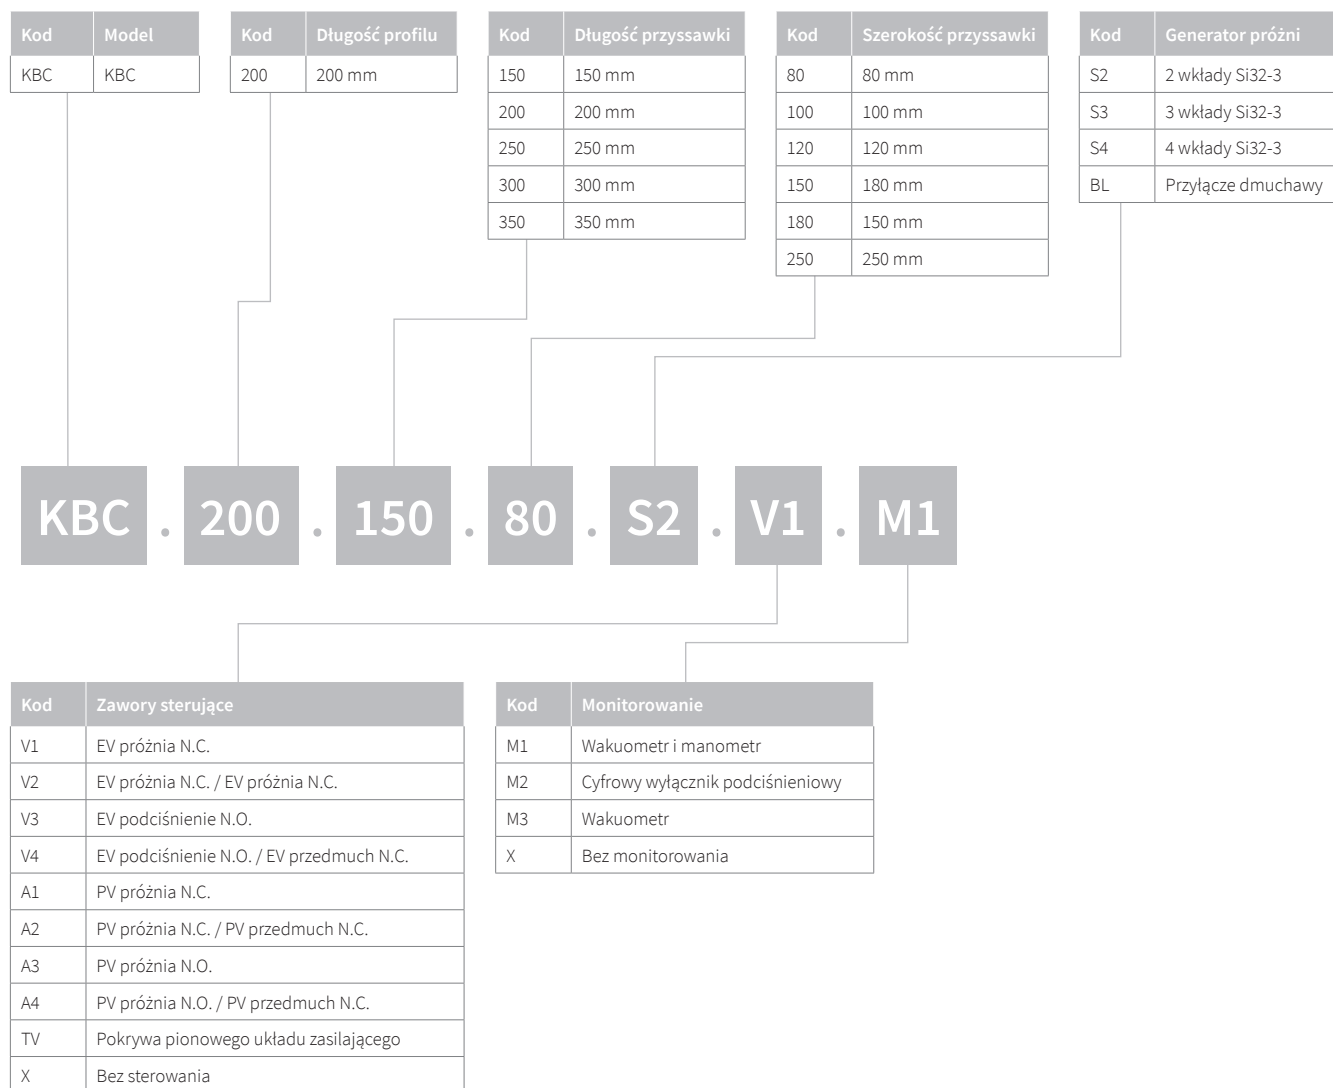 Kod Model
KBC KBC
Kod Długość profilu
200 200 mm
Kod Długość przyssawki
150 150 mm
200 200 mm
250 250 mm
300 300 mm
350 350 mm
Kod Szerokość przyssawki
80 80 mm
100 100 mm
120 120 mm
150 180 mm
180 150 mm
250 250 mm
Kod Generator próżni
S2 2 wkłady Si32-3
S3 3 wkłady Si32-3
S4 4 wkłady Si32-3
BL Przyłącze dmuchawy
KBC . 200 . 150 . 80 . S2 . V1 . M1
Kod Zawory sterujące
V1 EV próżnia N.C.
V2 EV próżnia N.C. / EV próżnia N.C.
V3 EV podciśnienie N.O.
V4 EV podciśnienie N.O. / EV przedmuch N.C.
A1 PV próżnia N.C.
A2 PV próżnia N.C. / PV przedmuch N.C.
A3 PV próżnia N.O.
A4 PV próżnia N.O. / PV przedmuch N.C.
TV Pokrywa pionowego układu zasilającego
X Bez sterowania
Kod Monitorowanie
M1 Wakuometr i manometr
M2 Cyfrowy wyłącznik podciśnieniowy
M3 Wakuometr
X Bez monitorowania